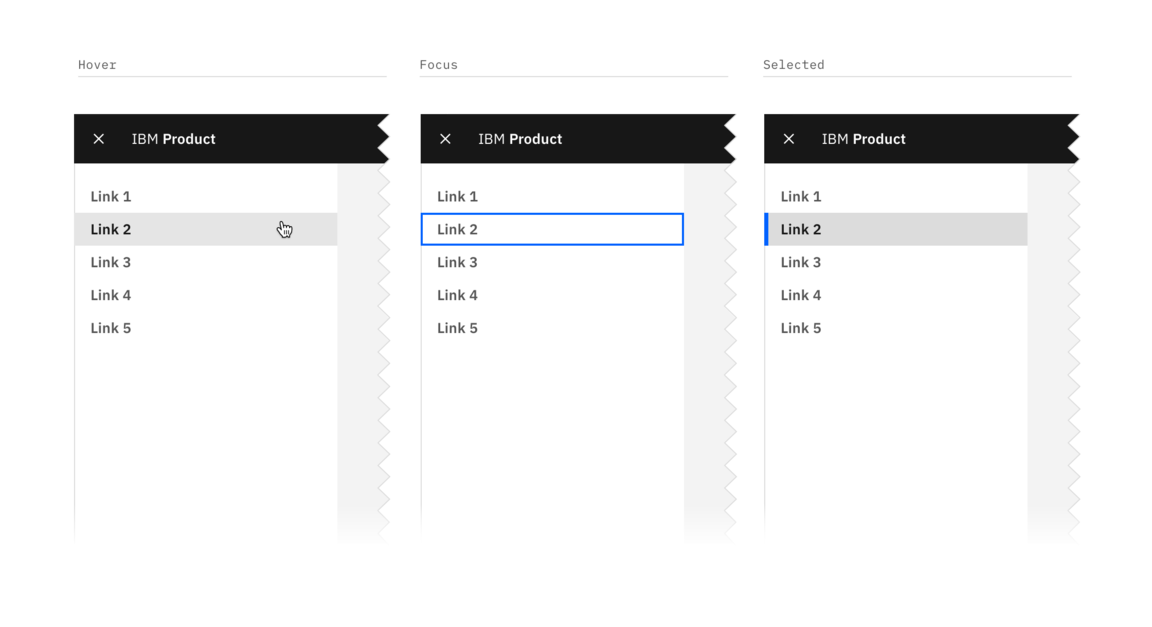 Hover
IBM Product
Link 1
Link 2
Link 3
Link 4
Link 5
Focus
IBM Product
Link 1
Link 2
Link 3
Link 4
Link 5
Selected
IBM Product
Link 1
Link 2
Link 3
Link 4
Link 5